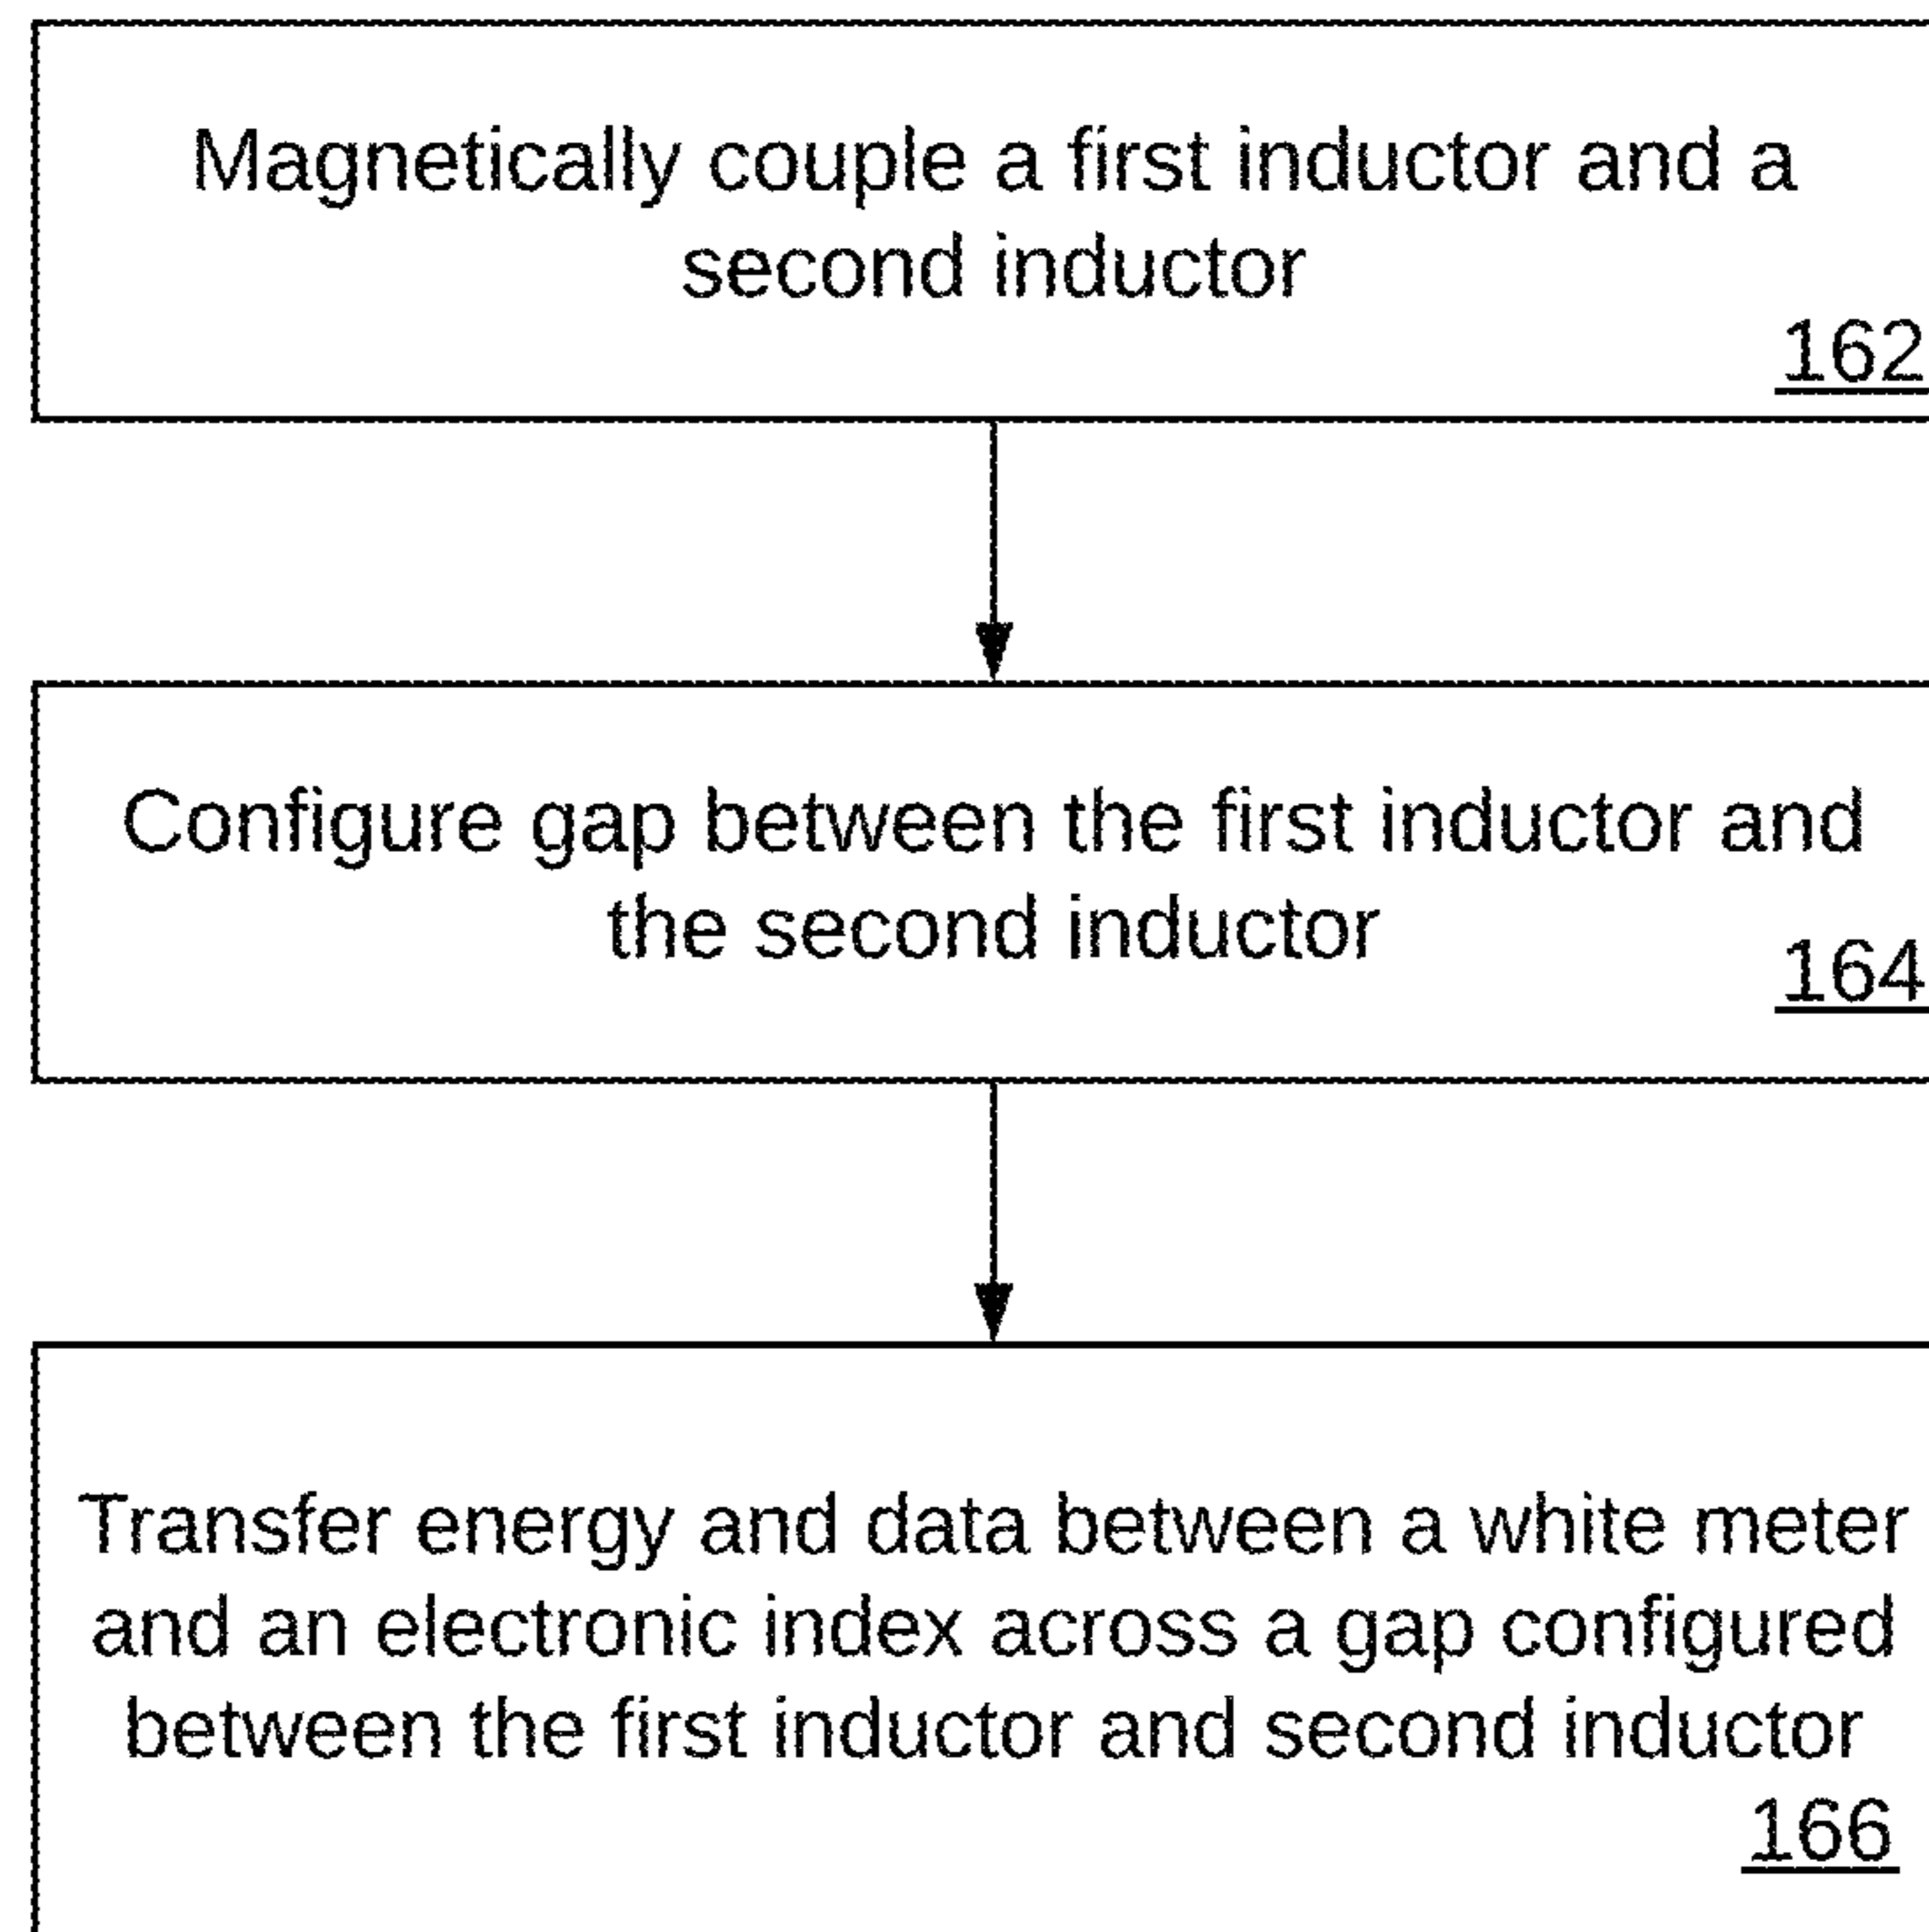 Magnetically couple a first inductor and a
second inductor
162
Configure gap between the first inductor and
the second inductor
164
Transfer energy and data between a white meter
and an electronic index across a gap configured
between the first inductor and second inductor
166